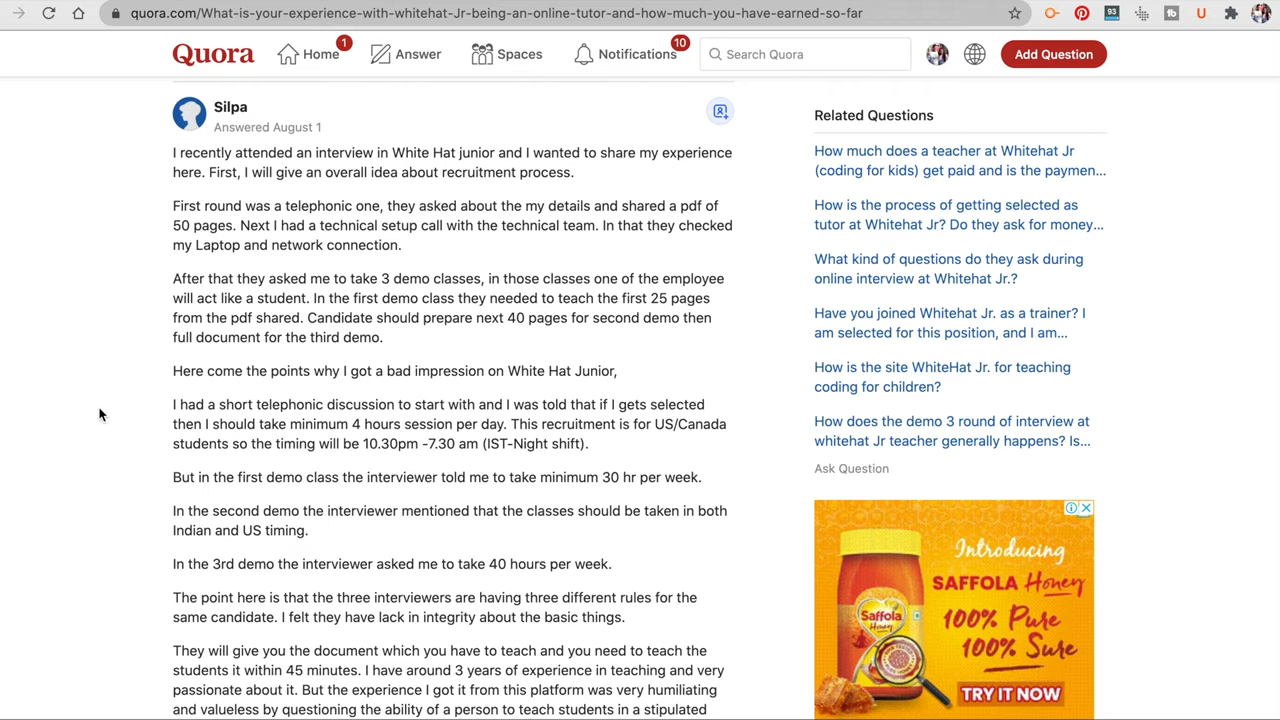 quora.com/What-is-your-experience-with-whitehat-Jr-being-an-online-tutor-and-how-much-you-have-earned-so-far
93
Quora
Home
1
Answer
Spaces
Notifications
10
Search Quora
Add Question
Silpa
Answered August 1
I recently attended an interview in White Hat junior and I wanted to share my experience
here. First, I will give an overall idea about recruitment process.
First round was a telephonic one, they asked about the my details and shared a pdf of
50 pages. Next I had a technical setup call with the technical team. In that they checked
my Laptop and network connection.
After that they asked me to take 3 demo classes, in those classes one of the employee
will act like a student. In the first demo class they needed to teach the first 25 pages
from the pdf shared. Candidate should prepare next 40 pages for second demo then
full document for the third demo.
Here come the points why I got a bad impression on White Hat Junior,
I had a short telephonic discussion to start with and I was told that if I gets selected
then I should take minimum 4 hours session per day. This recruitment is for US/Canada
students so the timing will be 10.30pm -7.30 am (IST-Night shift).
But in the first demo class the interviewer told me to take minimum 30 hr per week.
In the second demo the interviewer mentioned that the classes should be taken in both
Indian and US timing.
In the 3rd demo the interviewer asked me to take 40 hours per week.
The point here is that the three interviewers are having three different rules for the
same candidate. I felt they have lack in integrity about the basic things.
They will give you the document which you have to teach and you need to teach the
students it within 45 minutes. I have around 3 years of experience in teaching and very
passionate about it. But the experience I got it from this platform was very humiliating
and valueless by questioning the ability of a person to teach students in a stipulated
Related Questions
How much does a teacher at Whitehat Jr
(coding for kids) get paid and is the paymen...
How is the process of getting selected as
tutor at Whitehat Jr? Do they ask for money...
What kind of questions do they ask during
online interview at Whitehat Jr.?
Have you joined Whitehat Jr. as a trainer? I
am selected for this position, and I am...
How is the site WhiteHat Jr. for teaching
coding for children?
How does the demo 3 round of interview at
whitehat Jr teacher generally happens? Is...
Ask Question
Introducing
SAFFOLA Honey
100% Pure
100% Sure
TRY IT NOW
Saffola
Honey